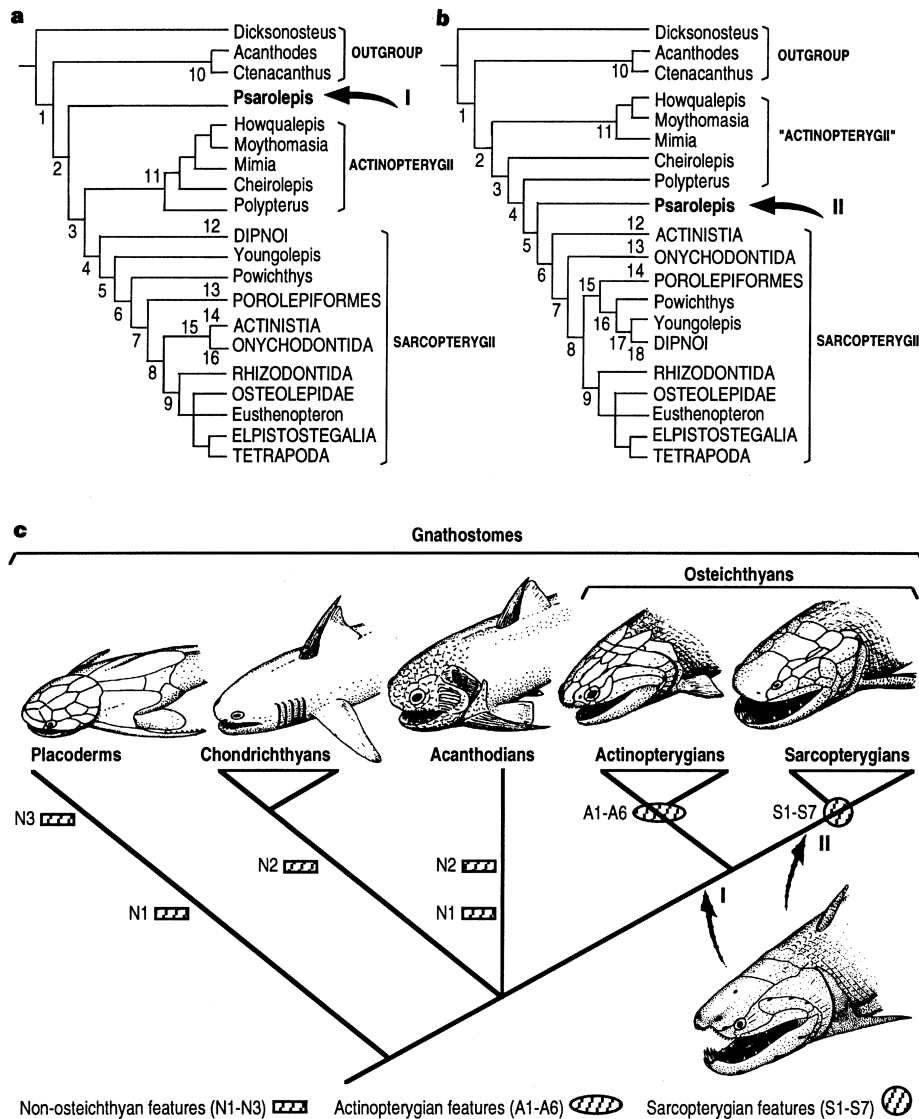 a
Dicksonosteus
Acanthodes
Ctenacanthus
OUTGROUP
10
Psarolepis
I
1
Howqualepis
Moythomasia
Mimia
Cheirolepis
Polypterus
ACTINOPTERYGII
11
2
3
12
DIPNOI
4
Youngolepis
5
Powichthys
6
13
POROLEPIFORMES
7
14
15
ACTINISTIA
ONYCHODONTIDA
16
SARCOPTERYGII
8
RHIZODONTIDA
9
OSTEOLEPIDAE
Eusthenopteron
ELPISTOSTEGALIA
TETRAPODA
b
Dicksonosteus
Acanthodes
Ctenacanthus
OUTGROUP
10
1
Howqualepis
Moythomasia
Mimia
11
Cheirolepis
Polypterus
"ACTINOPTERYGII"
2
3
4
Psarolepis
II
5
12
ACTINISTIA
6
13
ONYCHODONTIDA
7
14
15
POROLEPIFORMES
Powichthys
16
Youngolepis
17
DIPNOI
18
8
SARCOPTERYGII
RHIZODONTIDA
9
OSTEOLEPIDAE
Eusthenopteron
ELPISTOSTEGALIA
TETRAPODA
c
Gnathostomes
Osteichthyans
Placoderms Chondrichthyans Acanthodians Actinopterygians Sarcopterygians
N3
A1-A6
S1-S7
N2
N2
II
N1
N1
I
Non-osteichthyan features (N1-N3) Actinopterygian features (A1-A6) Sarcopterygian features (S1-S7)